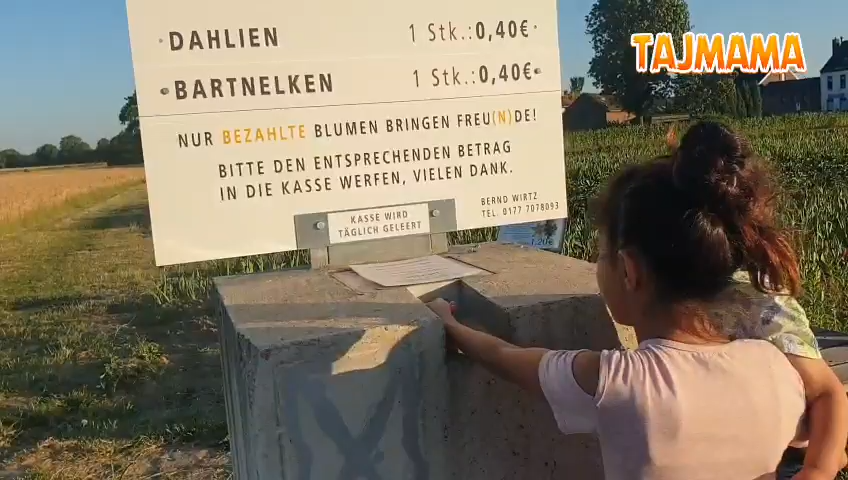 TAJMAMA
DAHLIEN 1 Stk.: 0,40€
BARTNELKEN 1 Stk.: 0,40€
NUR BEZAHLTE BLUMEN BRINGEN FREU(N)DE!
BITTE DEN ENTSPRECHENDEN BETRAG
IN DIE KASSE WERFEN, VIELEN DANK.
BERND WIRTZ
TEL. 0177 7178093
KASSE WIRD
TÄGLICH GELEERT